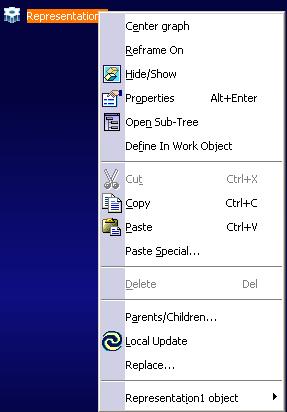 Representation
Center graph
Reframe On
Hide/Show
Properties Alt+Enter
Open Sub-Tree
Define In Work Object
Cut Ctrl+X
Copy Ctrl+C
Paste Ctrl+V
Paste Special...
Delete Del
Parents/Children...
Local Update
Replace...
Representation1 object